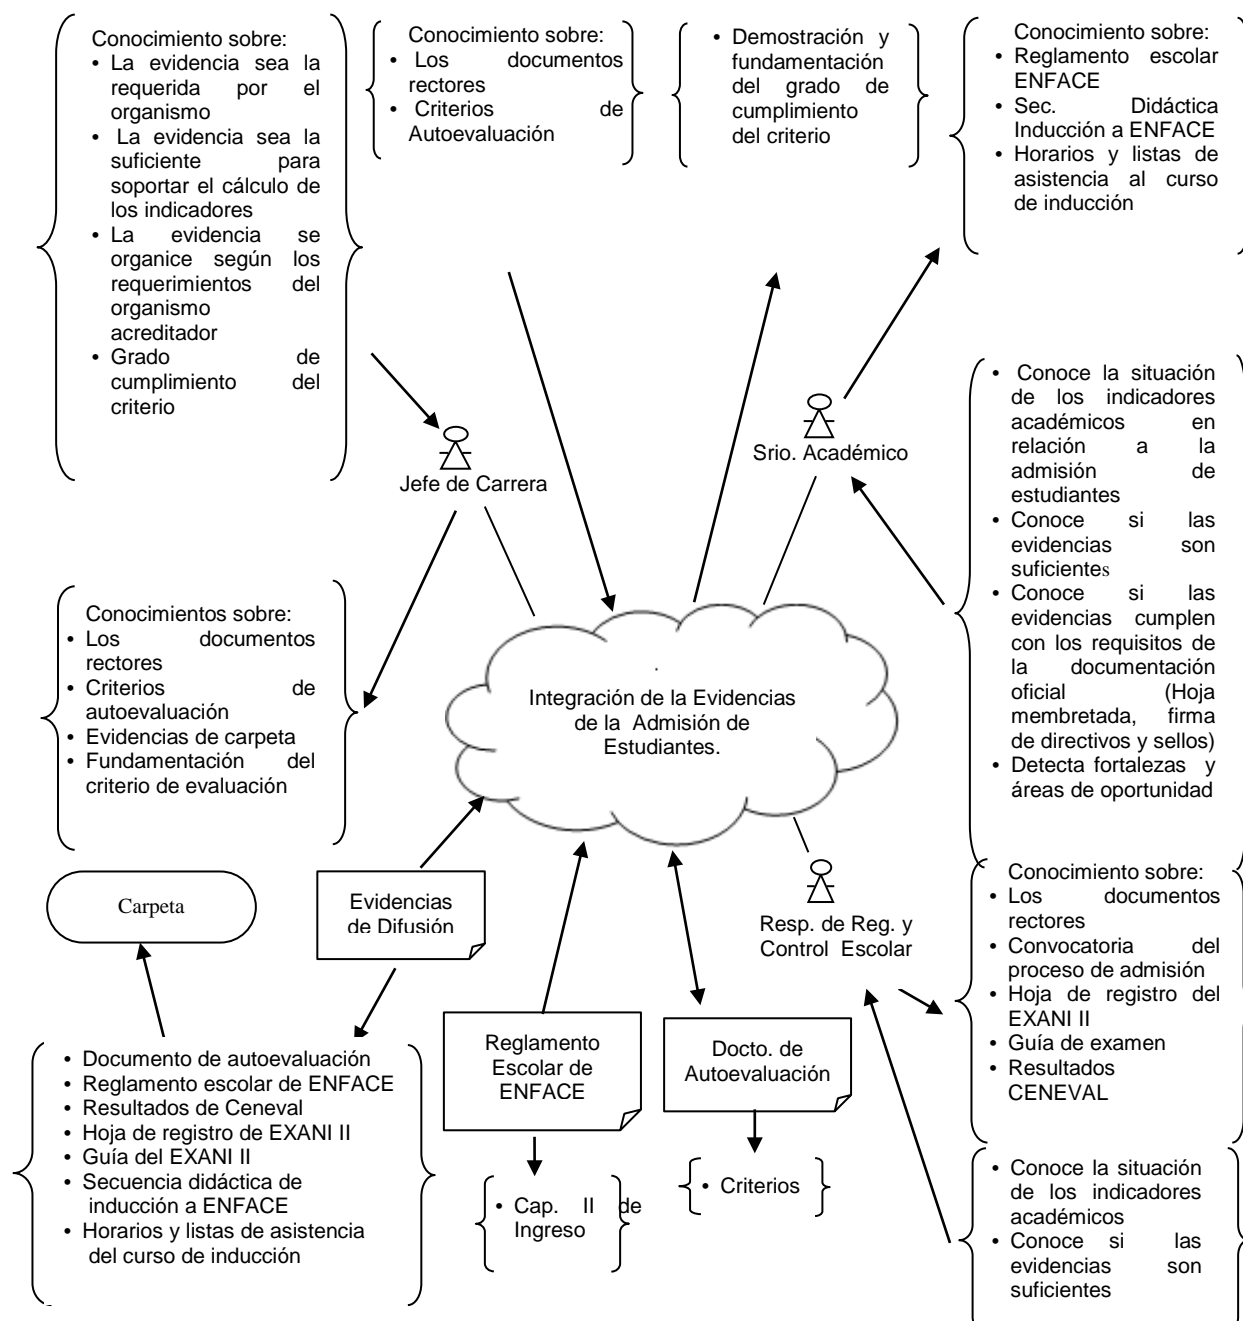 Conocimiento sobre:
• La evidencia sea la
requerida por el
organismo
• La evidencia sea la
suficiente para
soportar el cálculo de
los indicadores
• La evidencia se
organice según los
requerimientos del
organismo
acreditador
• Grado de
cumplimiento del
criterio
Conocimiento sobre:
• Los documentos
rectores
• Criterios de
Autoevaluación
• Demostración y
fundamentación
del grado de
cumplimiento
del criterio
Conocimiento sobre:
• Reglamento escolar
ENFACE
• Sec. Didáctica
Inducción a ENFACE
• Horarios y listas de
asistencia al curso
de inducción
Jefe de Carrera
Srio. Académico
• Conoce la situación
de los indicadores
académicos en
relación a la
admisión de
estudiantes
• Conoce si las
evidencias son
suficientes
• Conoce si las
evidencias cumplen
con los requisitos de
la documentación
oficial (Hoja
membretada, firma
de directivos y sellos)
• Detecta fortalezas y
áreas de oportunidad
Conocimientos sobre:
• Los documentos
rectores
• Criterios de
autoevaluación
• Evidencias de carpeta
• Fundamentación del
criterio de evaluación
.
Integración de la Evidencias
de la Admisión de
Estudiantes.
Carpeta
Evidencias
de Difusión
Resp. de Reg. y
Control Escolar
Conocimiento sobre:
• Los documentos
rectores
• Convocatoria del
proceso de admisión
• Hoja de registro del
EXANI II
• Guía de examen
• Resultados
CENEVAL
• Documento de autoevaluación
• Reglamento escolar de ENFACE
• Resultados de Ceneval
• Hoja de registro de EXANI II
• Guía del EXANI II
• Secuencia didáctica de
inducción a ENFACE
• Horarios y listas de asistencia
del curso de inducción
Reglamento
Escolar de
ENFACE
Docto. de
Autoevaluación
• Cap. II de
Ingreso
• Criterios
• Conoce la situación
de los indicadores
académicos
• Conoce si las
evidencias son
suficientes